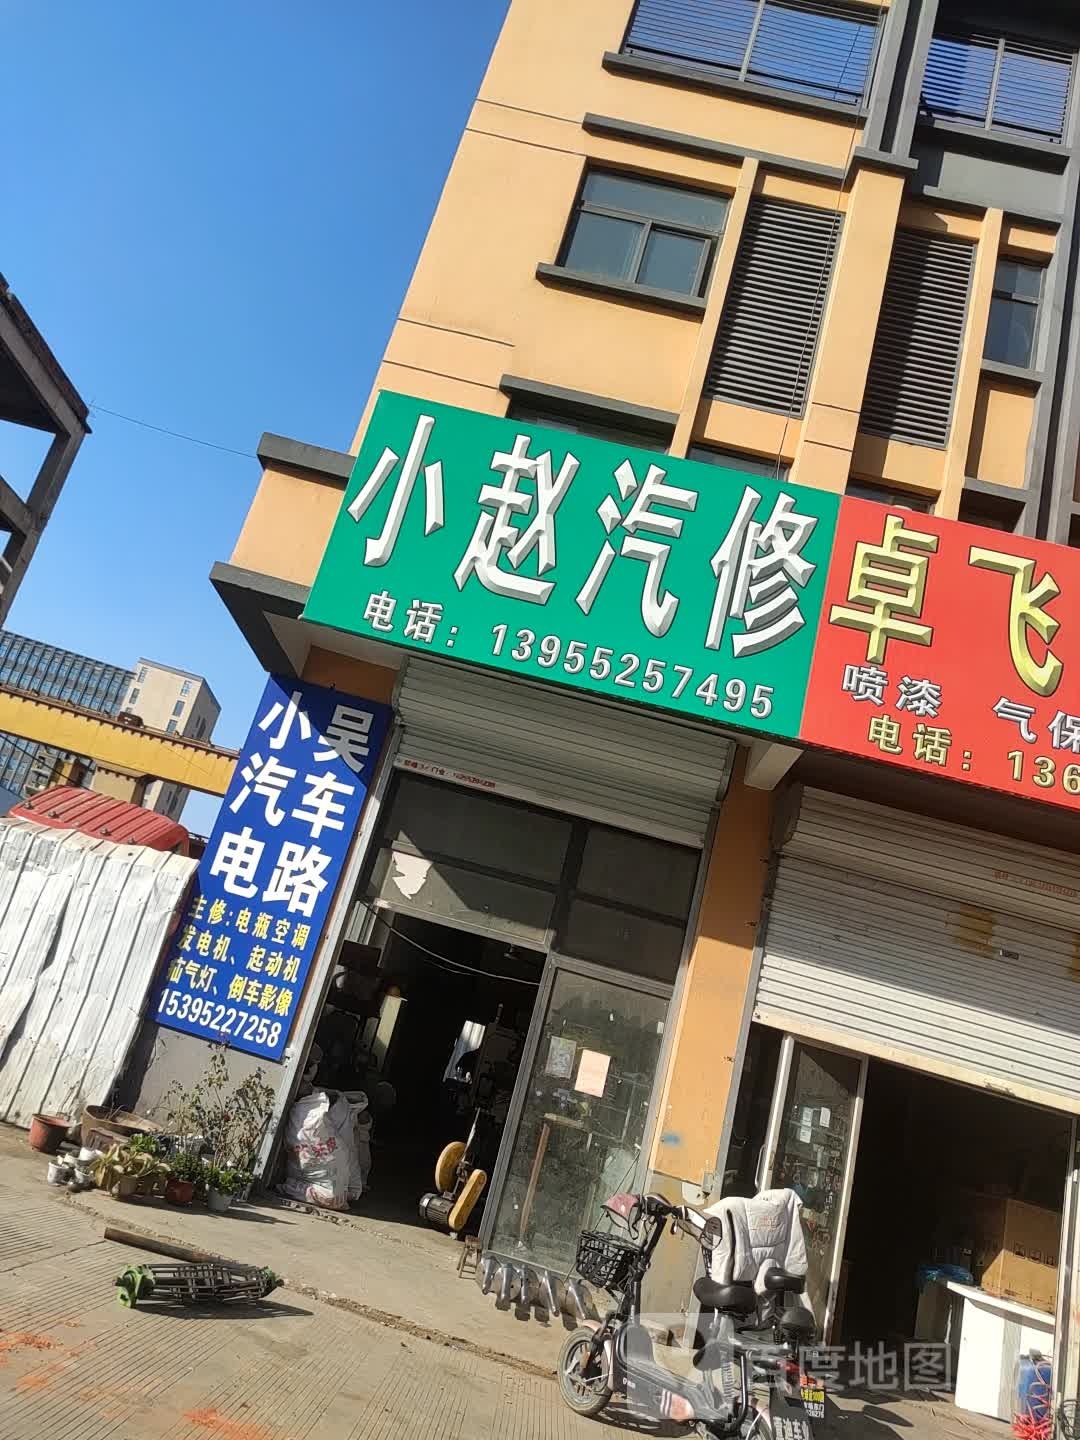 小赵汽修
电话：13955257495
卓飞
喷漆 气保
电话：136
小吴
汽车
电路
主修：电瓶空调
发电机、起动机
疝气灯、倒车影像
15395227258
百度地图